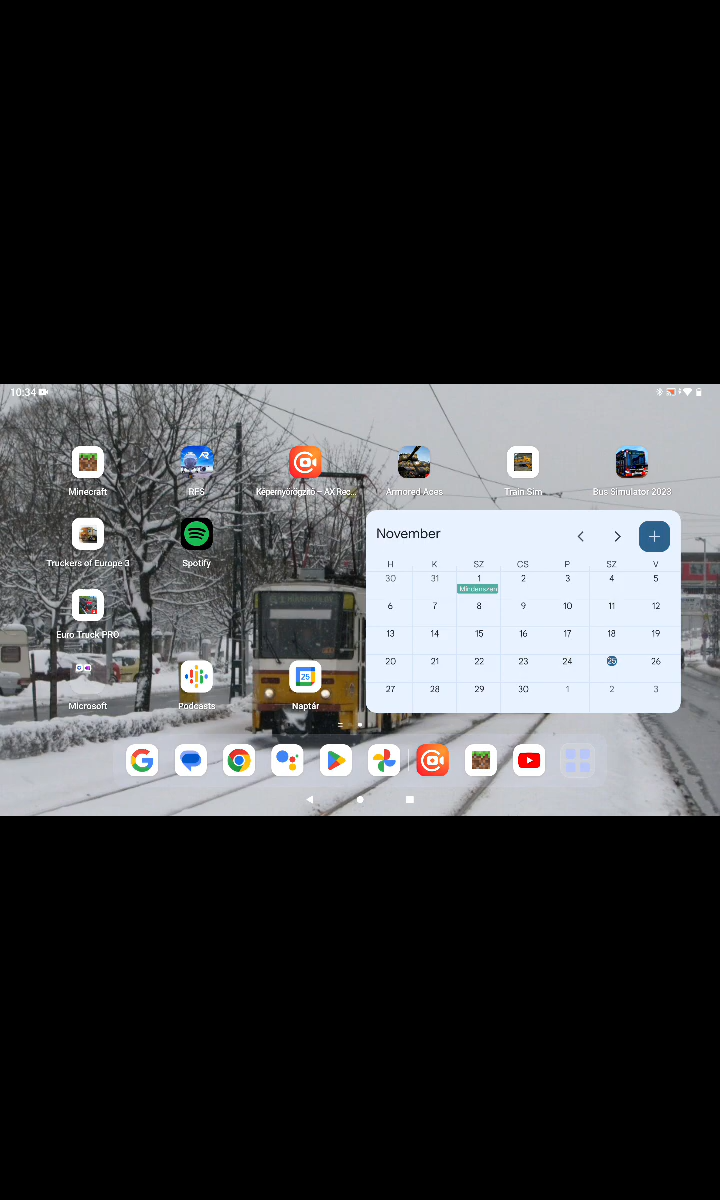 10:34
Minecraft
RFS
Képernyőrögzítő – AX Rec...
Armored Aces
Train Sim
Bus Simulator 2023
Truckers of Europe 3
Spotify
Euro Truck PRO
Microsoft
Podcasts
25
Naptár
November
H K SZ CS P SZ V
30 31 1 2 3 4 5
Mindenszen
6 7 8 9 10 11 12
13 14 15 16 17 18 19
20 21 22 23 24 25 26
27 28 29 30 1 2 3